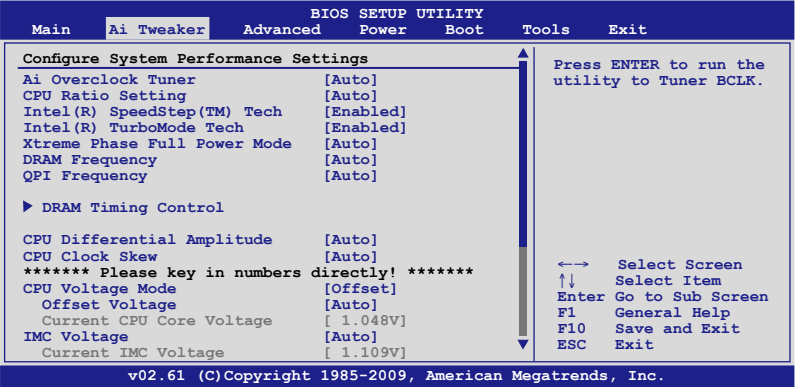 BIOS SETUP UTILITY
Main Ai Tweaker Advanced Power Boot Tools Exit
Configure System Performance Settings
Ai Overclock Tuner [Auto]
CPU Ratio Setting [Auto]
Intel(R) SpeedStep(TM) Tech [Enabled]
Intel(R) TurboMode Tech [Enabled]
Xtreme Phase Full Power Mode [Auto]
DRAM Frequency [Auto]
QPI Frequency [Auto]
DRAM Timing Control
CPU Differential Amplitude [Auto]
CPU Clock Skew [Auto]
******* Please key in numbers directly! *******
CPU Voltage Mode [Offset]
Offset Voltage [Auto]
Current CPU Core Voltage [ 1.048V]
IMC Voltage [Auto]
Current IMC Voltage [ 1.109V]
Press ENTER to run the
utility to Tuner BCLK.
←→ Select Screen
↑↓ Select Item
Enter Go to Sub Screen
F1 General Help
F10 Save and Exit
ESC Exit
v02.61 (C)Copyright 1985-2009, American Megatrends, Inc.